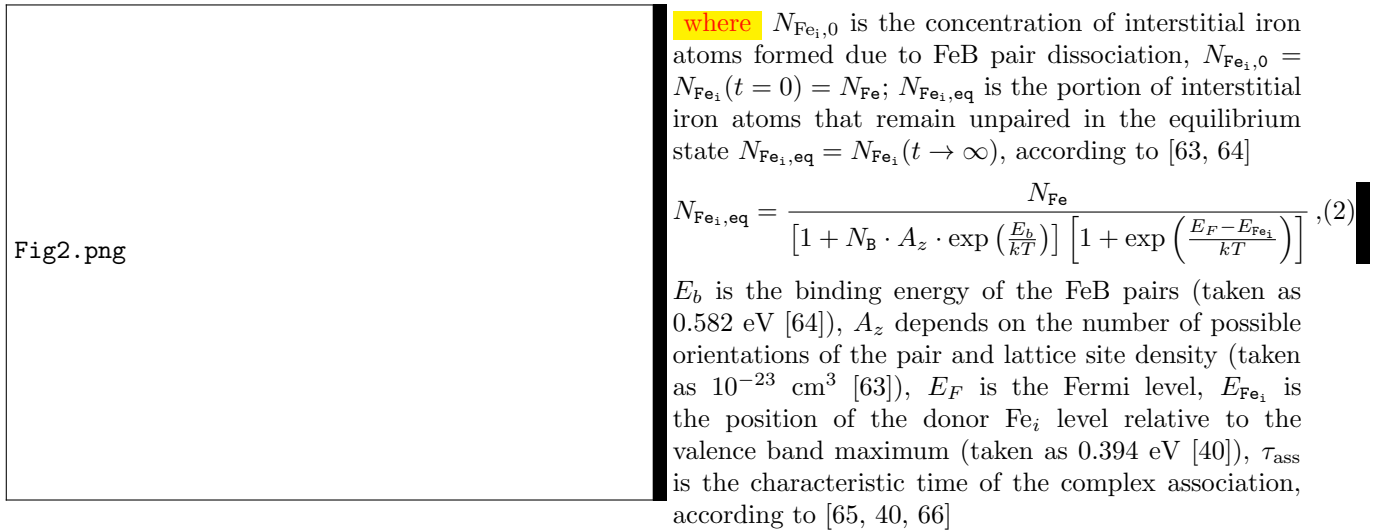 Fig2.png
where N_{Fe_i,0} is the concentration of interstitial iron
atoms formed due to FeB pair dissociation, N_{Fe_i,0} =
N_{Fe_i}(t = 0) = N_{Fe}; N_{Fe_i,eq} is the portion of interstitial
iron atoms that remain unpaired in the equilibrium
state N_{Fe_i,eq} = N_{Fe_i}(t → ∞), according to [63, 64]
N_{Fe_i,eq} = \frac{N_{Fe}}{[1 + N_B · A_z · exp(\frac{E_b}{kT})] [1 + exp(\frac{E_F − E_{Fe_i}}{kT})]} ,(2)
E_b is the binding energy of the FeB pairs (taken as
0.582 eV [64]), A_z depends on the number of possible
orientations of the pair and lattice site density (taken
as 10^{−23} cm^3 [63]), E_F is the Fermi level, E_{Fe_i} is
the position of the donor Fe_i level relative to the
valence band maximum (taken as 0.394 eV [40]), τ_{ass}
is the characteristic time of the complex association,
according to [65, 40, 66]